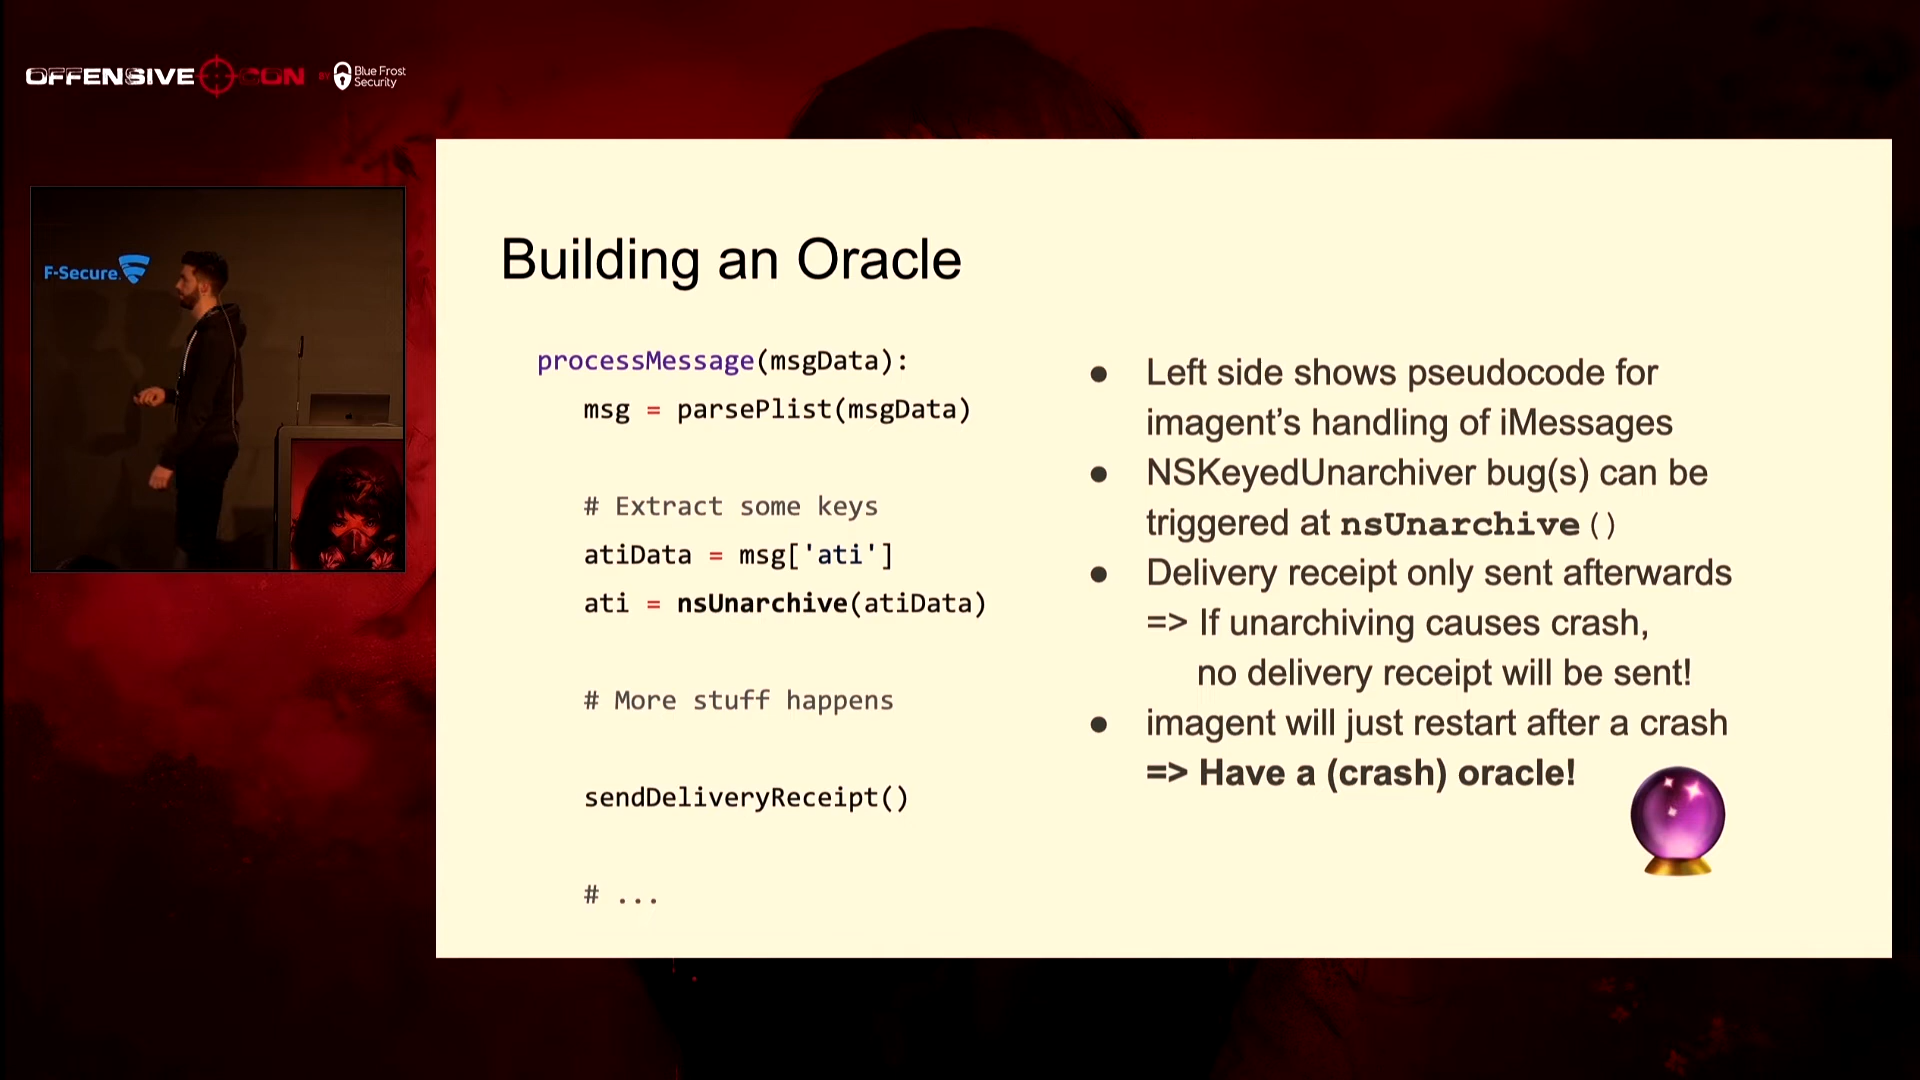 OFFENSIVE CON BY Blue Frost Security
F-Secure.
Building an Oracle
processMessage(msgData):
msg = parsePlist(msgData)
# Extract some keys
atiData = msg['ati']
ati = nsUnarchive(atiData)
# More stuff happens
sendDeliveryReceipt()
# ...
● Left side shows pseudocode for
imagent’s handling of iMessages
● NSKeyedUnarchiver bug(s) can be
triggered at nsUnarchive()
● Delivery receipt only sent afterwards
=> If unarchiving causes crash,
no delivery receipt will be sent!
● imagent will just restart after a crash
=> Have a (crash) oracle!